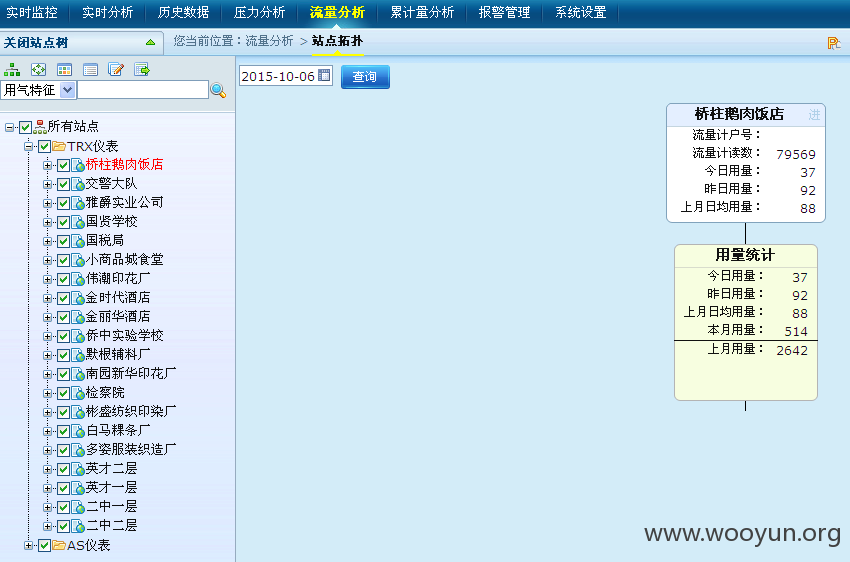 实时监控 实时分析 历史数据 压力分析 流量分析 累计量分析 报警管理 系统设置
关闭站点树 您当前位置：流量分析 > 站点拓扑
用气特征 2015-10-06 查询
所有站点
TRX仪表
桥柱鹅肉饭店
交警大队
雅爵实业公司
国贤学校
国税局
小商品城食堂
伟潮印花厂
金时代酒店
金丽华酒店
侨中实验学校
默根辅料厂
南园新华印花厂
检察院
彬盛纺织印染厂
白马粿条厂
多姿服装织造厂
英才二层
英才一层
二中一层
二中二层
AS仪表
桥柱鹅肉饭店 进
流量计户号：
流量计读数： 79569
今日用量： 37
昨日用量： 92
上月日均用量： 88
用量统计
今日用量： 37
昨日用量： 92
上月日均用量： 88
本月用量： 514
上月用量： 2642
www.wooyun.org